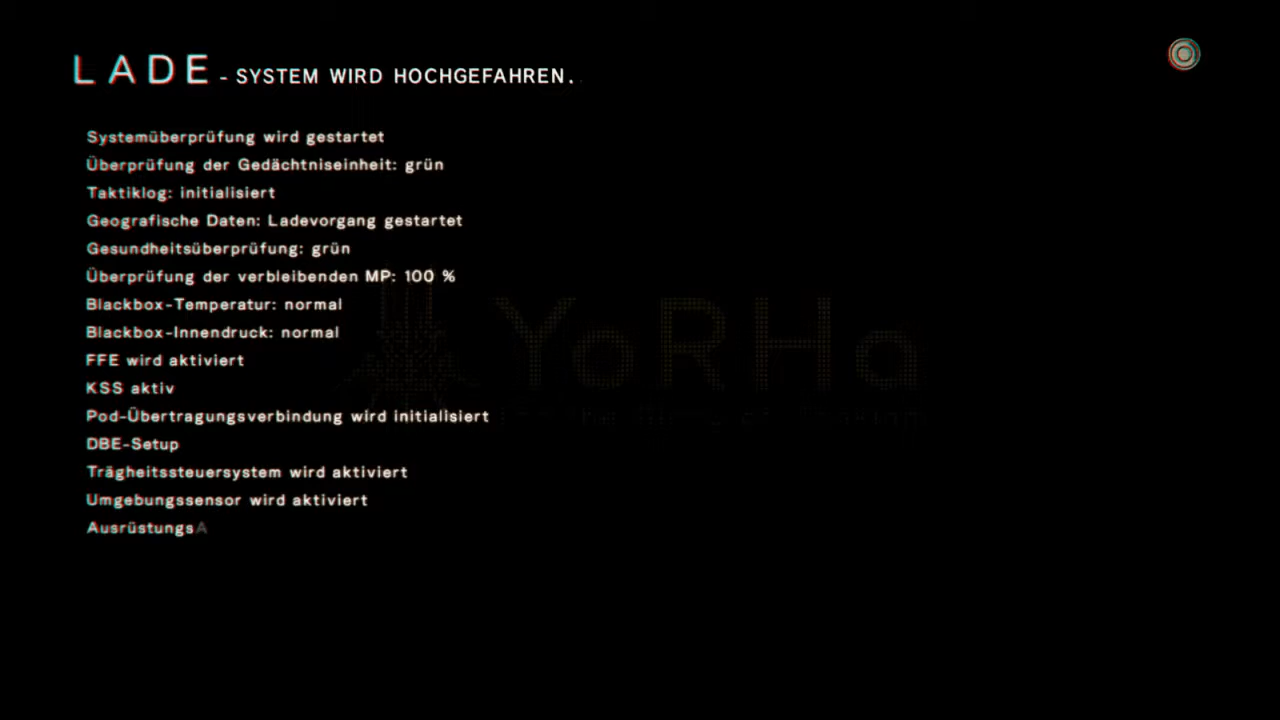 LADE - SYSTEM WIRD HOCHGEFAHREN.
Systemüberprüfung wird gestartet
Überprüfung der Gedächtniseinheit: grün
Taktiklog: initialisiert
Geografische Daten: Ladevorgang gestartet
Gesundheitsüberprüfung: grün
Überprüfung der verbleibenden MP: 100 %
Blackbox-Temperatur: normal
Blackbox-Innendruck: normal
FFE wird aktiviert
KSS aktiv
Pod-Übertragungsverbindung wird initialisiert
DBE-Setup
Trägheitssteuersystem wird aktiviert
Umgebungssensor wird aktiviert
AusrüstungsA
YoRHa